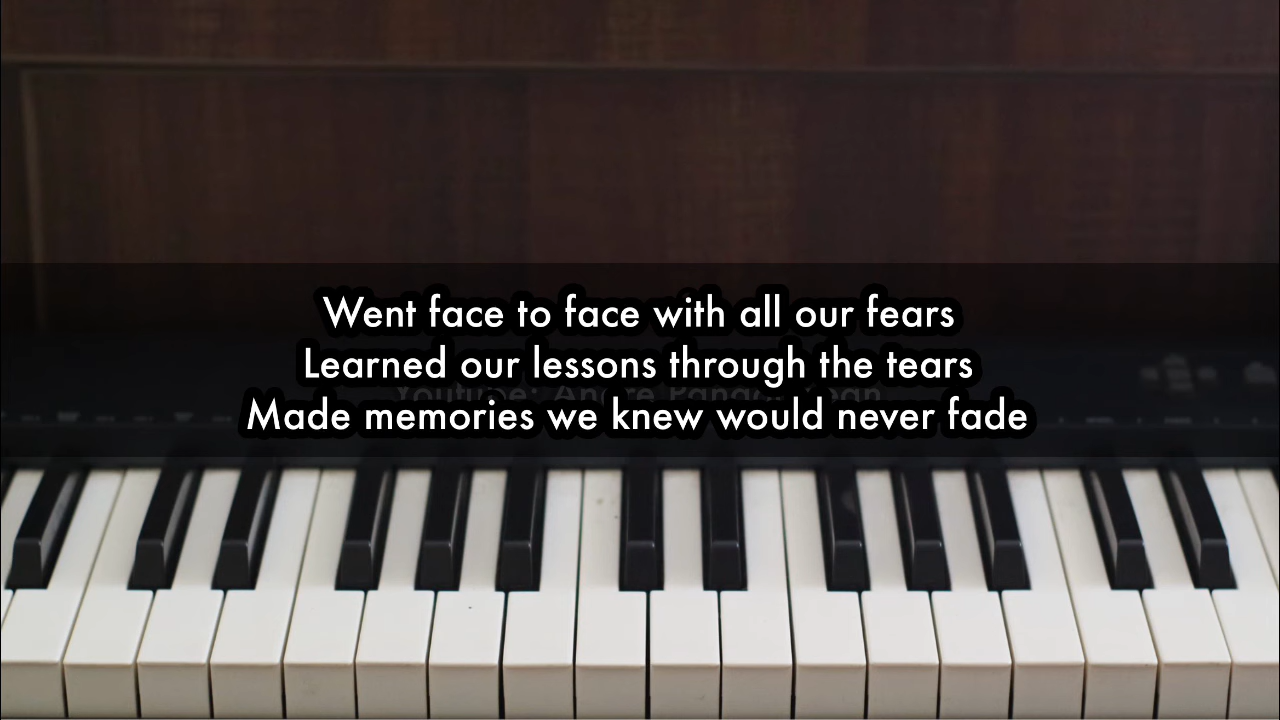 Went face to face with all our fears
Learned our lessons through the tears
Made memories we knew would never fade